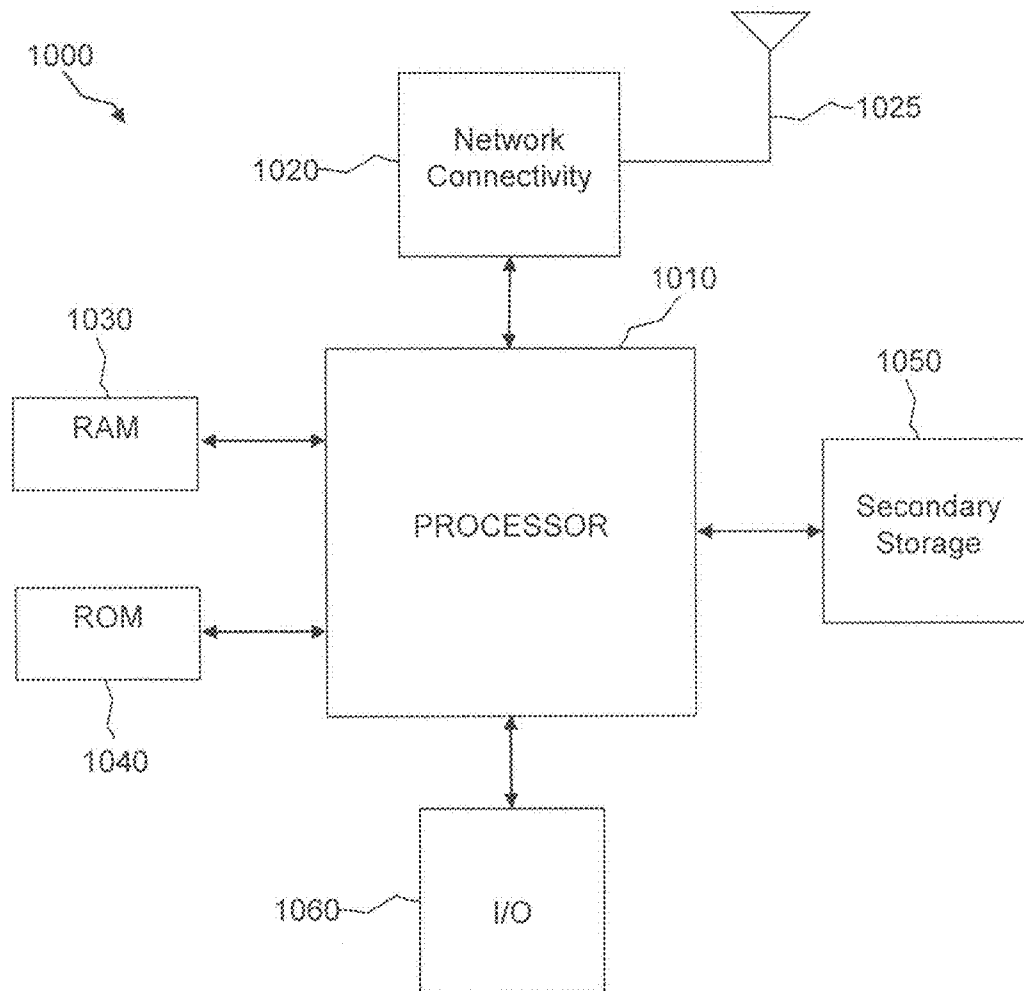 1000
1025
Network
Connectivity
1020
1010
1030
1050
RAM
Secondary
Storage
PROCESSOR
ROM
1040
1060
I/O